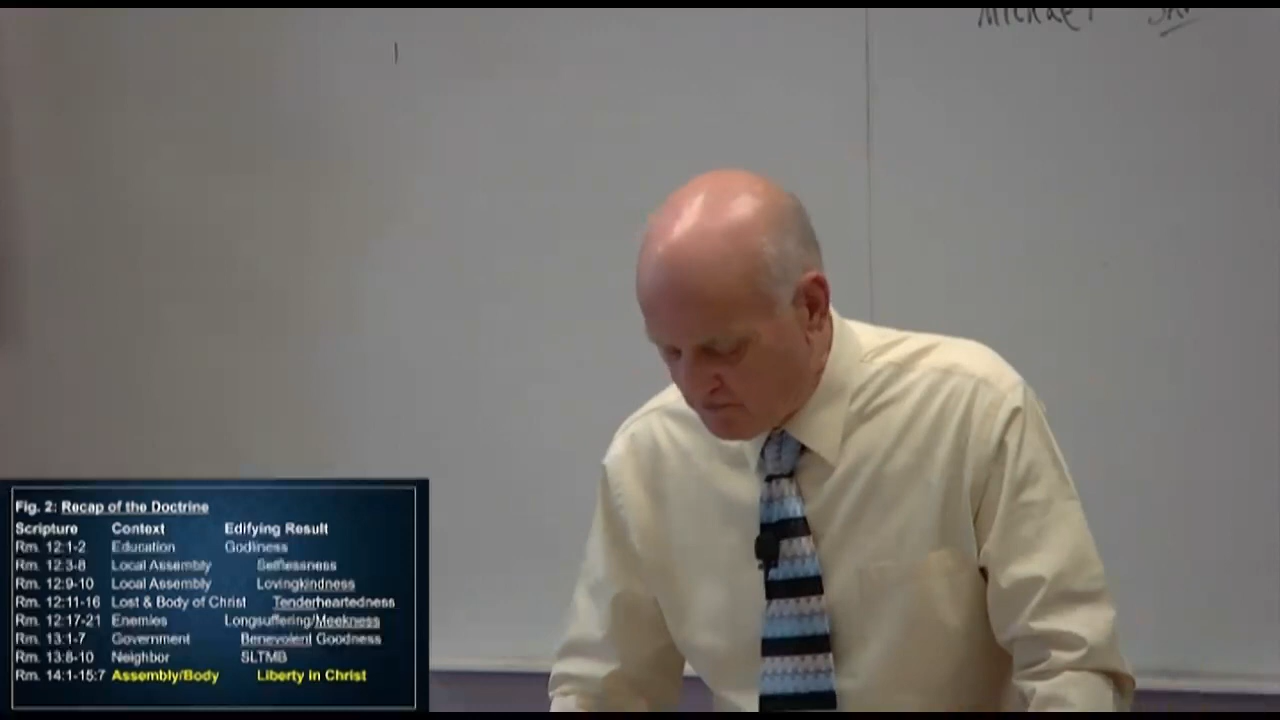 Michael
Fig. 2: Recap of the Doctrine
Scripture Context Edifying Result
Rm. 12:1-2 Education Godliness
Rm. 12:3-8 Local Assembly Selflessness
Rm. 12:9-10 Local Assembly Lovingkindness
Rm. 12:11-16 Lost & Body of Christ Tenderheartedness
Rm. 12:17-21 Enemies Longsuffering/Meekness
Rm. 13:1-7 Government Benevolent Goodness
Rm. 13:8-10 Neighbor SLTMB
Rm. 14:1-15:7 Assembly/Body Liberty in Christ